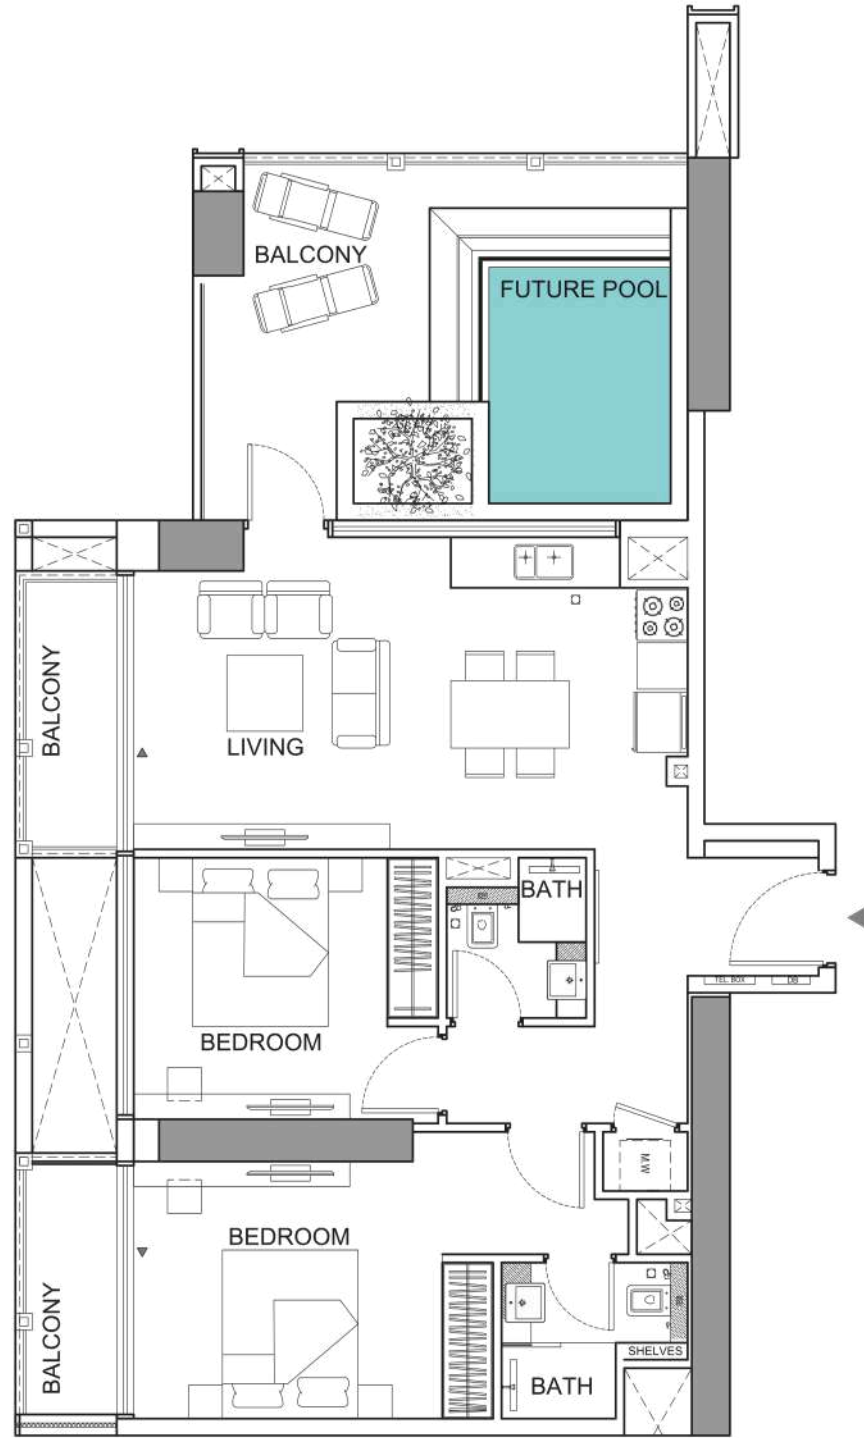 BALCONY
FUTURE POOL
BALCONY
LIVING
BATH
TEL. BOX
DB
BEDROOM
M.W
BEDROOM
BALCONY
SHELVES
BATH